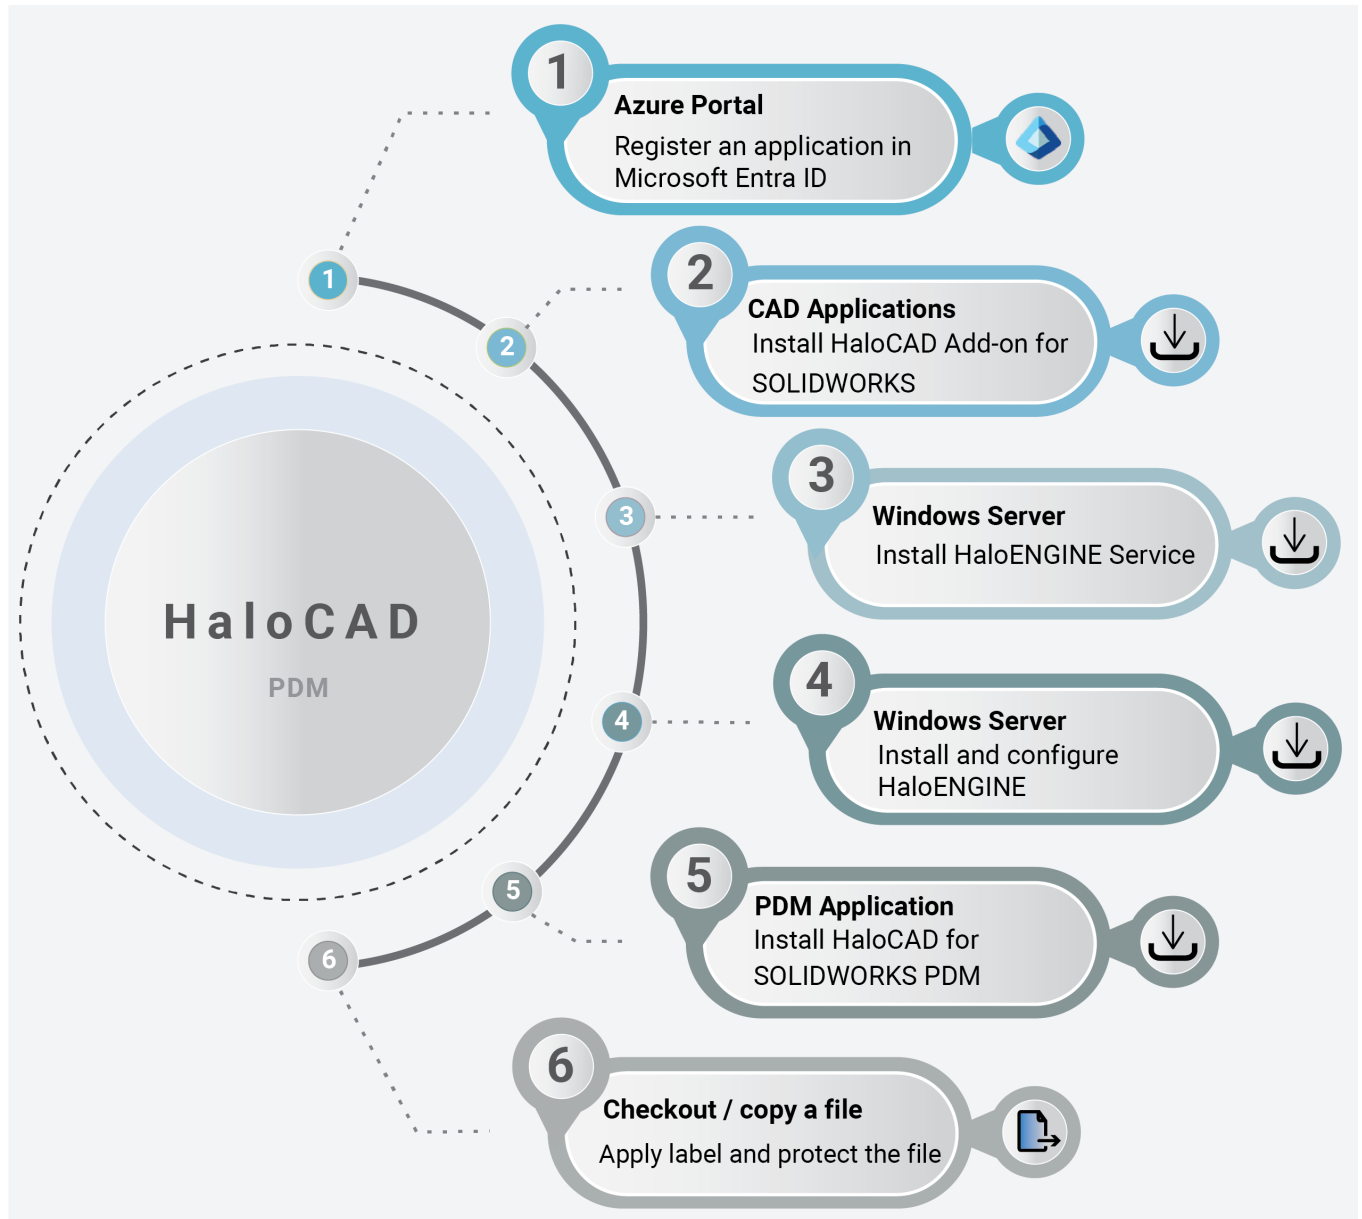 1
Azure Portal
Register an application in
Microsoft Entra ID
2
CAD Applications
Install HaloCAD Add-on for
SOLIDWORKS
3
Windows Server
Install HaloENGINE Service
4
Windows Server
Install and configure
HaloENGINE
5
PDM Application
Install HaloCAD for
SOLIDWORKS PDM
6
Checkout / copy a file
Apply label and protect the file
1
2
3
4
5
6
HaloCAD
PDM